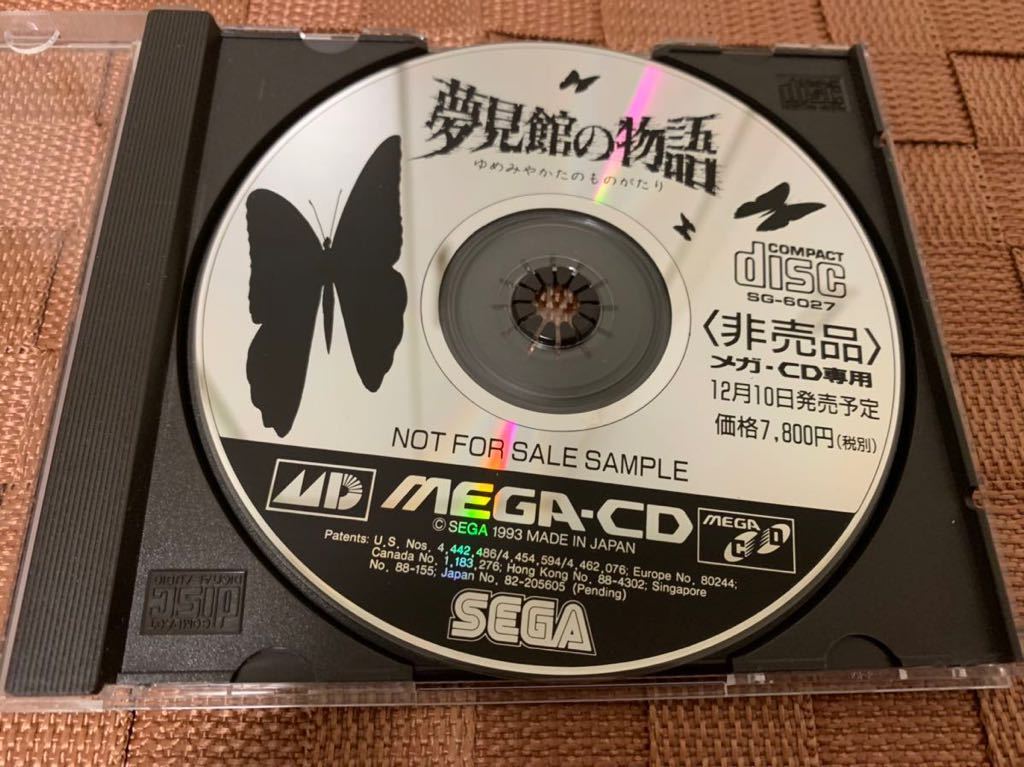 夢見館の物語
ゆめみやかたのものがたり
COMPACT
disc
SG-6027
〈非売品〉
メガ-CD専用
12月10日発売予定
価格7,800円(税別)
NOT FOR SALE SAMPLE
MD
MEGA-CD
MEGA
CD
© SEGA 1993 MADE IN JAPAN
Patents: U.S. Nos. 4,442,486/4,454,594/4,462,076; Europe No. 80244;
Canada No. 1,183,276; Hong Kong No. 88-4302; Singapore
No. 88-155; Japan No. 82-205605 (Pending)
SEGA
COMPACT
disc
DIGITAL AUDIO